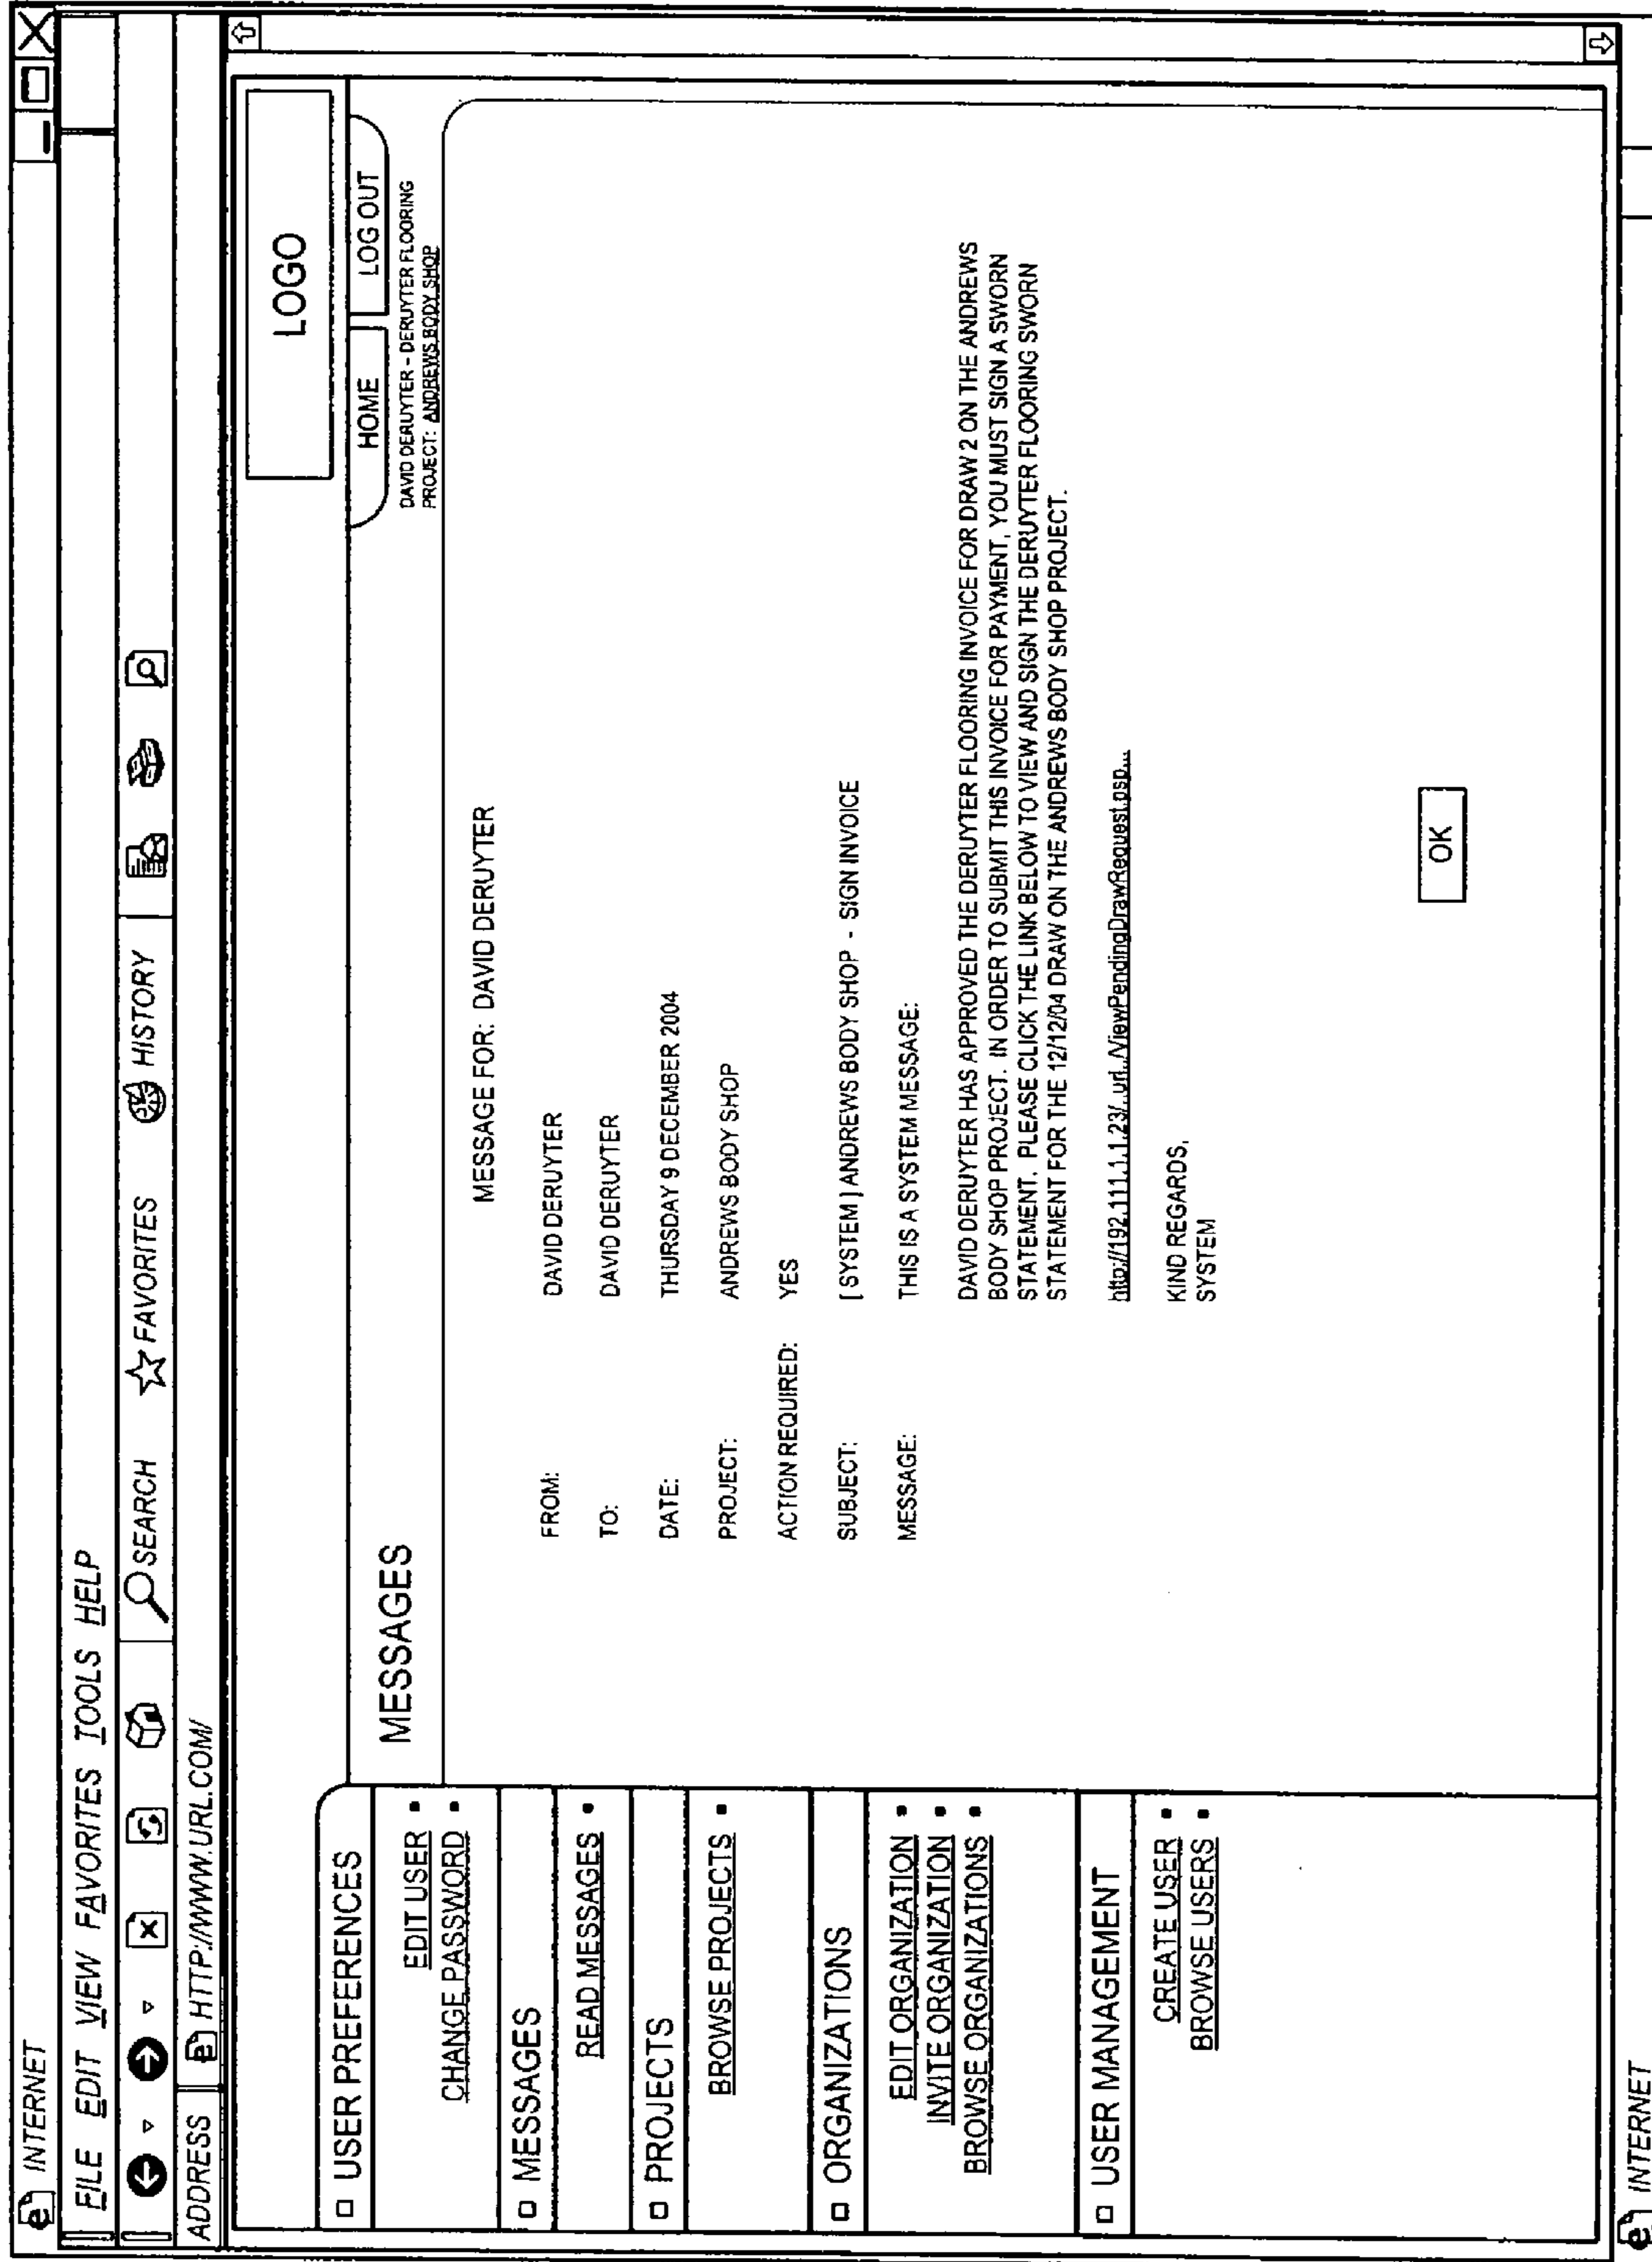 INTERNET
FILE EDIT VIEW FAVORITES TOOLS HELP
SEARCH FAVORITES HISTORY
ADDRESS HTTP://WWW.URL.COM/
LOGO
HOME LOG OUT
DAVID DERUYTER - DERUYTER FLOORING
PROJECT: ANDREWS BODY SHOP
USER PREFERENCES
EDIT USER
CHANGE PASSWORD
MESSAGES
READ MESSAGES
PROJECTS
BROWSE PROJECTS
ORGANIZATIONS
EDIT ORGANIZATION
INVITE ORGANIZATION
BROWSE ORGANIZATIONS
USER MANAGEMENT
CREATE USER
BROWSE USERS
MESSAGES
MESSAGE FOR: DAVID DERUYTER
FROM: DAVID DERUYTER
TO: DAVID DERUYTER
DATE: THURSDAY 9 DECEMBER 2004
PROJECT: ANDREWS BODY SHOP
ACTION REQUIRED: YES
SUBJECT: [ SYSTEM ] ANDREWS BODY SHOP - SIGN INVOICE
MESSAGE: THIS IS A SYSTEM MESSAGE:
DAVID DERUYTER HAS APPROVED THE DERUYTER FLOORING INVOICE FOR DRAW 2 ON THE ANDREWS
BODY SHOP PROJECT. IN ORDER TO SUBMIT THIS INVOICE FOR PAYMENT, YOU MUST SIGN A SWORN
STATEMENT. PLEASE CLICK THE LINK BELOW TO VIEW AND SIGN THE DERUYTER FLOORING SWORN
STATEMENT FOR THE 12/12/04 DRAW ON THE ANDREWS BODY SHOP PROJECT.
http://192.111.1.1.23/..url../ViewPendingDrawRequest.psp...
KIND REGARDS,
SYSTEM
OK
INTERNET